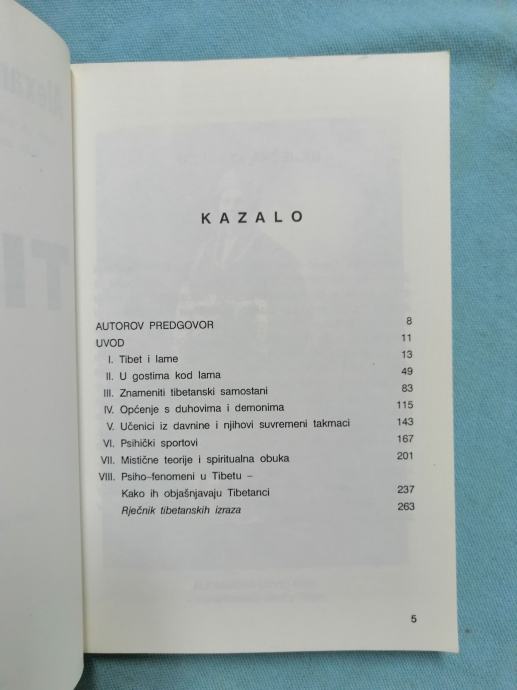 KAZALO
AUTOROV PREDGOVOR 8
UVOD 11
I. Tibet i lame 13
II. U gostima kod lama 49
III. Znameniti tibetanski samostani 83
IV. Općenje s duhovima i demonima 115
V. Učenici iz davnine i njihovi suvremeni takmaci 143
VI. Psihički sportovi 167
VII. Mistične teorije i spiritualna obuka 201
VIII. Psiho–fenomeni u Tibetu –
Kako ih objašnjavaju Tibetanci 237
Rječnik tibetanskih izraza 263
5